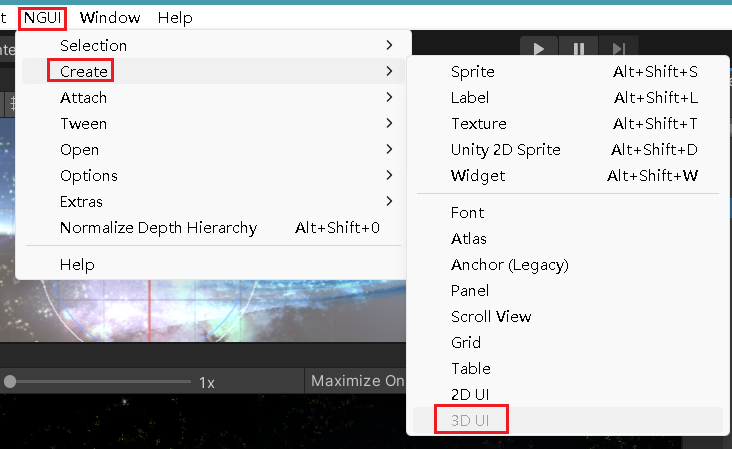 t NGUI Window Help
nte
Selection
Create
Attach
Tween
Open
Options
Extras
Normalize Depth Hierarchy Alt+Shift+0
Help
Sprite Alt+Shift+S
Label Alt+Shift+L
Texture Alt+Shift+T
Unity 2D Sprite Alt+Shift+D
Widget Alt+Shift+W
Font
Atlas
Anchor (Legacy)
Panel
Scroll View
Grid
Table
2D UI
3D UI
1x Maximize On